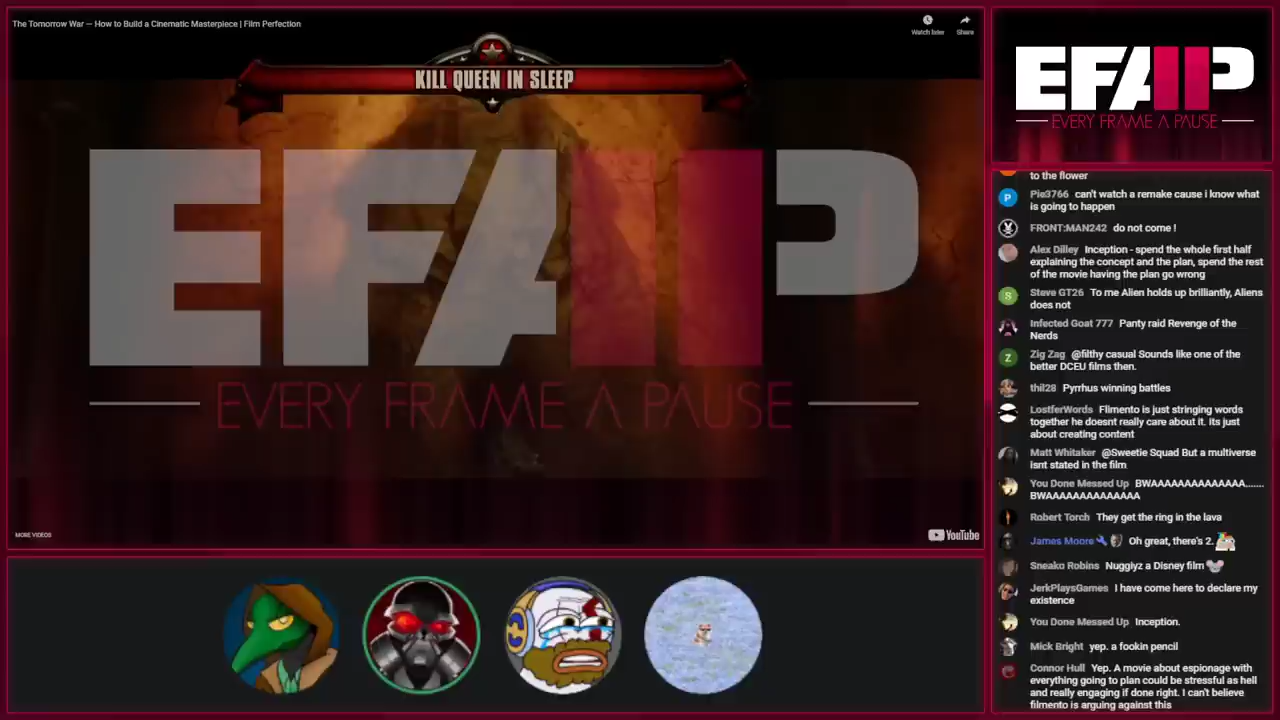 The Tomorrow War — How to Build a Cinematic Masterpiece | Film Perfection
Watch later
Share
KILL QUEEN IN SLEEP
EFAP
EVERY FRAME A PAUSE
MORE VIDEOS
YouTube
EFAP
EVERY FRAME A PAUSE
to the flower
P
Pie3766 can't watch a remake cause i know what
is going to happen
FRONT:MAN242 do not come !
Alex Dilley Inception - spend the whole first half
explaining the concept and the plan, spend the rest
of the movie having the plan go wrong
S
Steve GT26 To me Alien holds up brilliantly, Aliens
does not
Infected Goat 777 Panty raid Revenge of the
Nerds
Z
Zig Zag @filthy casual Sounds like one of the
better DCEU films then.
thil28 Pyrrhus winning battles
LostferWords Flimento is just stringing words
together he doesnt really care about it. its just
about creating content
Matt Whitaker @Sweetie Squad But a multiverse
isnt stated in the film
You Done Messed Up BWAAAAAAAAAAAAA.......
BWAAAAAAAAAAAAAA
Robert Torch They get the ring in the lava
James Moore Oh great, there's 2.
Sneako Robins Nuggiyz a Disney film
JerkPlaysGames I have come here to declare my
existence
You Done Messed Up Inception.
Mick Bright yep. a fookin pencil
Connor Hull Yep. A movie about espionage with
everything going to plan could be stressful as hell
and really engaging if done right. I can't believe
filmento is arguing against this